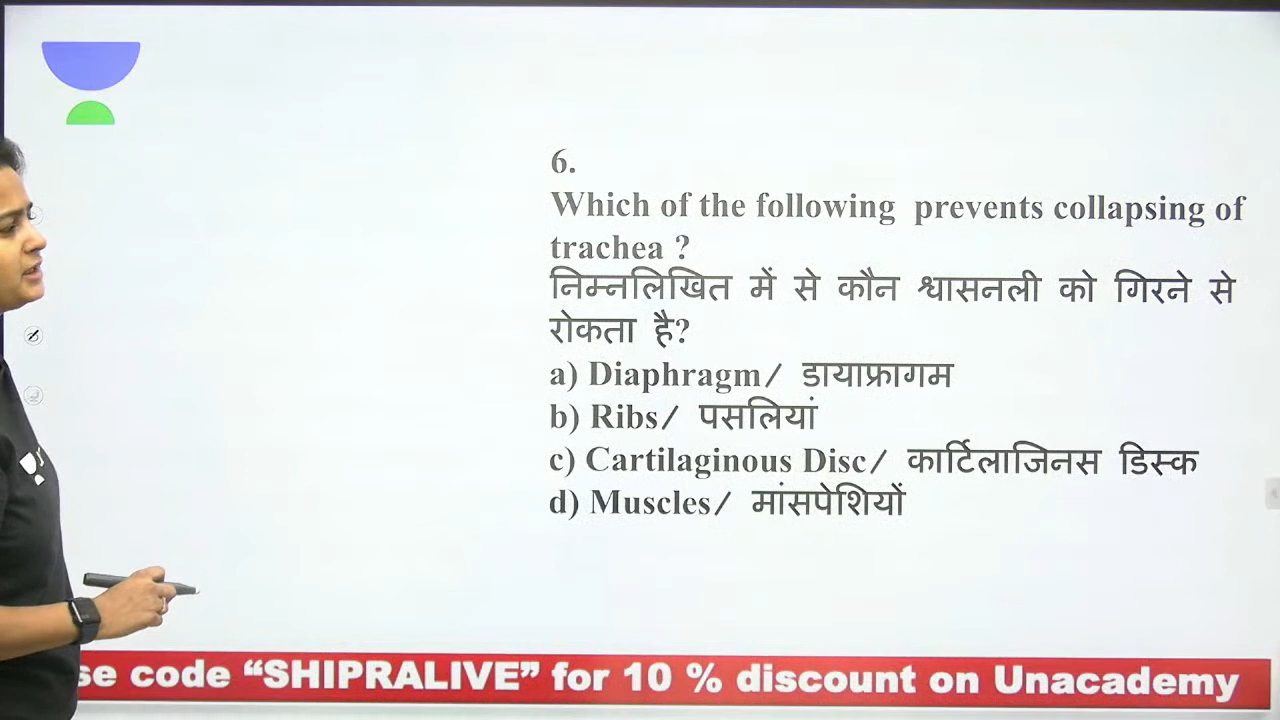 6.
Which of the following prevents collapsing of
trachea ?
निम्नलिखित में से कौन श्वासनली को गिरने से
रोकता है?
a) Diaphragm/ डायाफ्रागम
b) Ribs/ पसलियां
c) Cartilaginous Disc/ कार्टिलाजिनस डिस्क
d) Muscles/ मांसपेशियों
se code “SHIPRALIVE” for 10 % discount on Unacademy